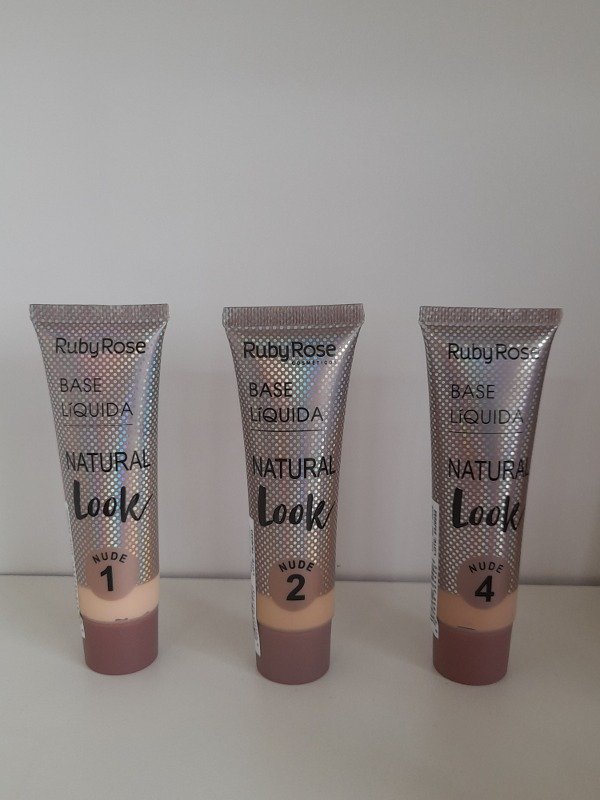 RubyRose
BASE
LÍQUIDA
NATURAL
Look
NUDE
1
RubyRose
COSMÉTICOS
BASE
LÍQUIDA
NATURAL
Look
NUDE
2
RubyRose
BASE
LÍQUIDA
NATURAL
Look
NUDE
4